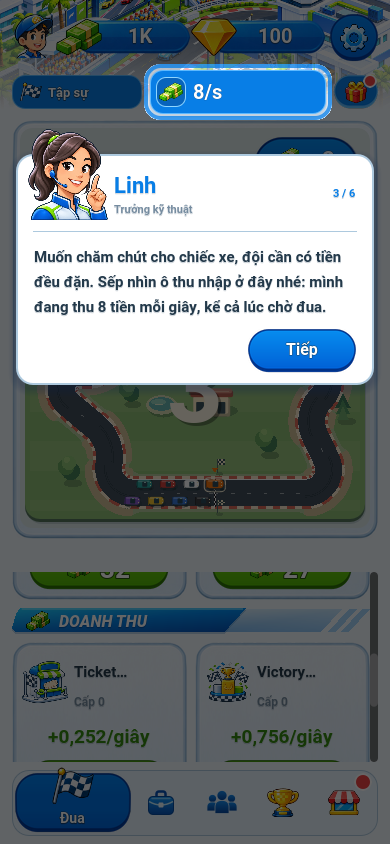 1K
100
Tập sự
8/s
Linh
Trưởng kỹ thuật
3 / 6
Muốn chăm chút cho chiếc xe, đội cần có tiền
đều đặn. Sếp nhìn ô thu nhập ở đây nhé: mình
đang thu 8 tiền mỗi giây, kể cả lúc chờ đua.
Tiếp
DOANH THU
Ticket...
Cấp 0
+0,252/giây
Victory...
Cấp 0
+0,756/giây
Đua